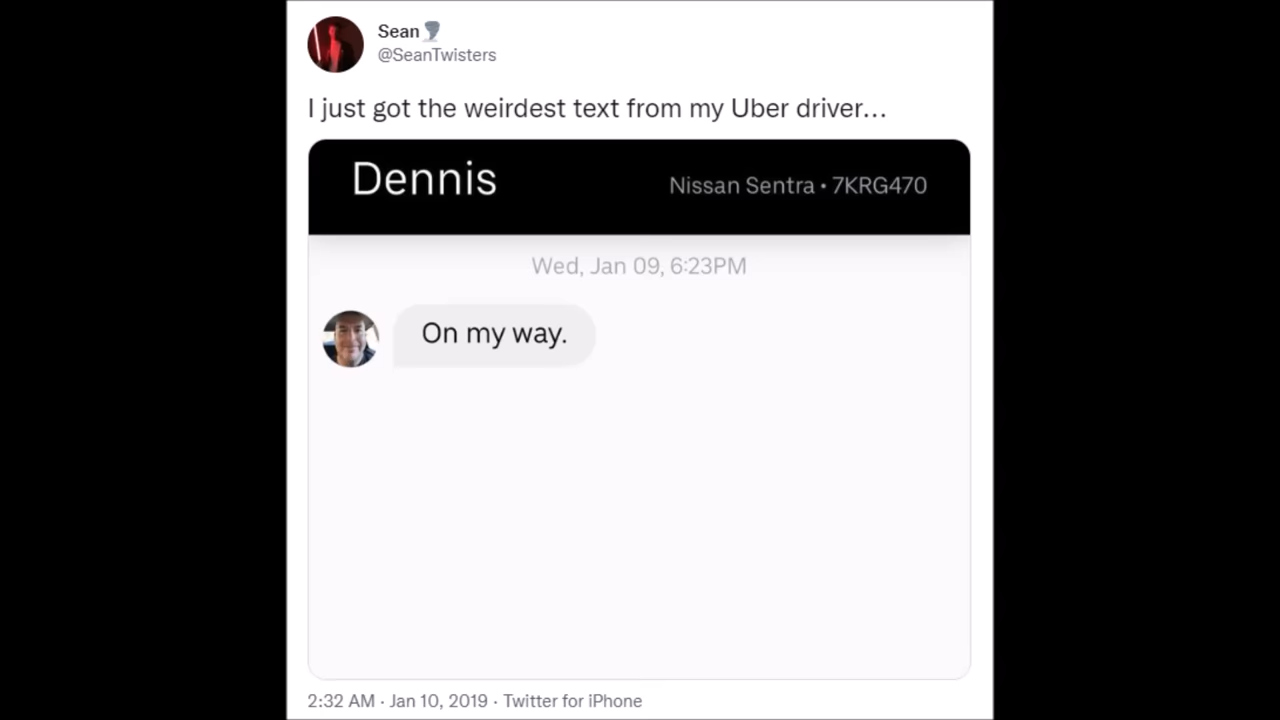 Sean🌪️
@SeanTwisters
I just got the weirdest text from my Uber driver...
Dennis
Nissan Sentra • 7KRG470
Wed, Jan 09, 6:23PM
On my way.
2:32 AM · Jan 10, 2019 · Twitter for iPhone